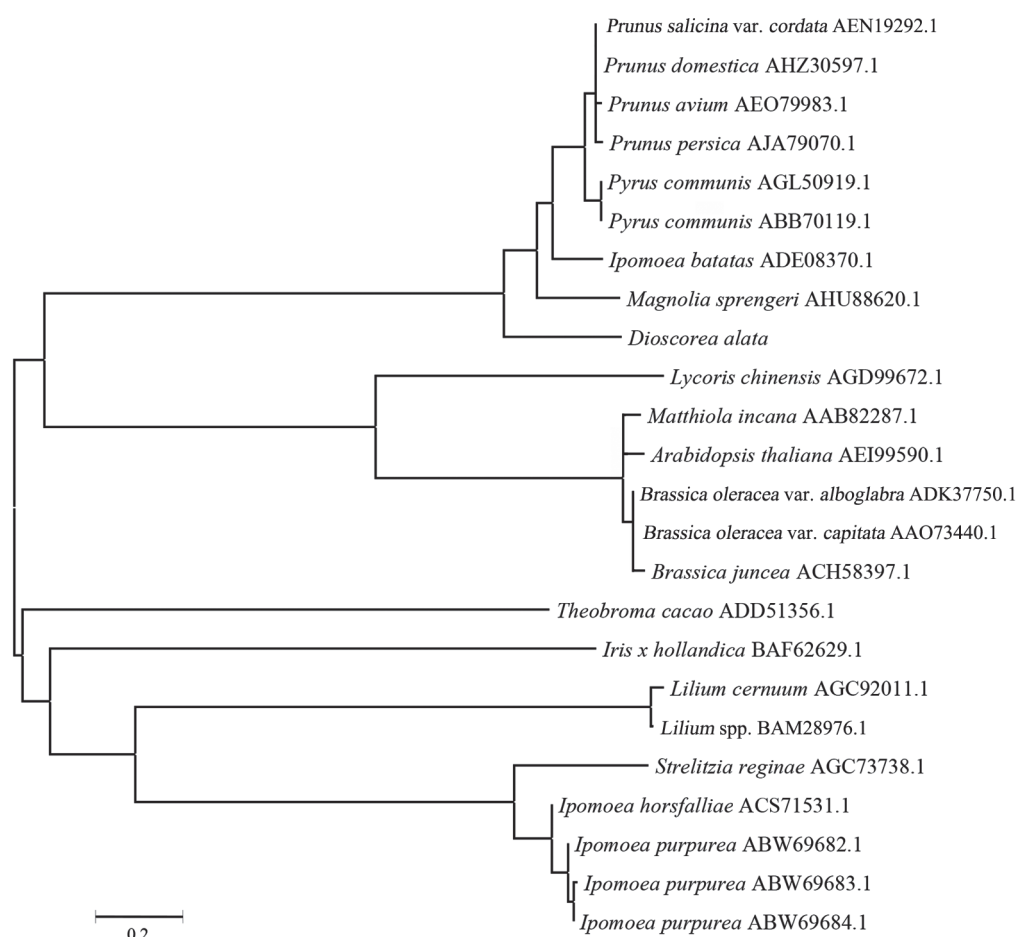 Prunus salicina var. cordata AEN19292.1
Prunus domestica AHZ30597.1
Prunus avium AEO79983.1
Prunus persica AJA79070.1
Pyrus communis AGL50919.1
Pyrus communis ABB70119.1
Ipomoea batatas ADE08370.1
Magnolia sprengeri AHU88620.1
Dioscorea alata
Lycoris chinensis AGD99672.1
Matthiola incana AAB82287.1
Arabidopsis thaliana AEI99590.1
Brassica oleracea var. alboglabra ADK37750.1
Brassica oleracea var. capitata AAO73440.1
Brassica juncea ACH58397.1
Theobroma cacao ADD51356.1
Iris x hollandica BAF62629.1
Lilium cernuum AGC92011.1
Lilium spp. BAM28976.1
Strelitzia reginae AGC73738.1
Ipomoea horsfalliae ACS71531.1
Ipomoea purpurea ABW69682.1
Ipomoea purpurea ABW69683.1
Ipomoea purpurea ABW69684.1
0.2